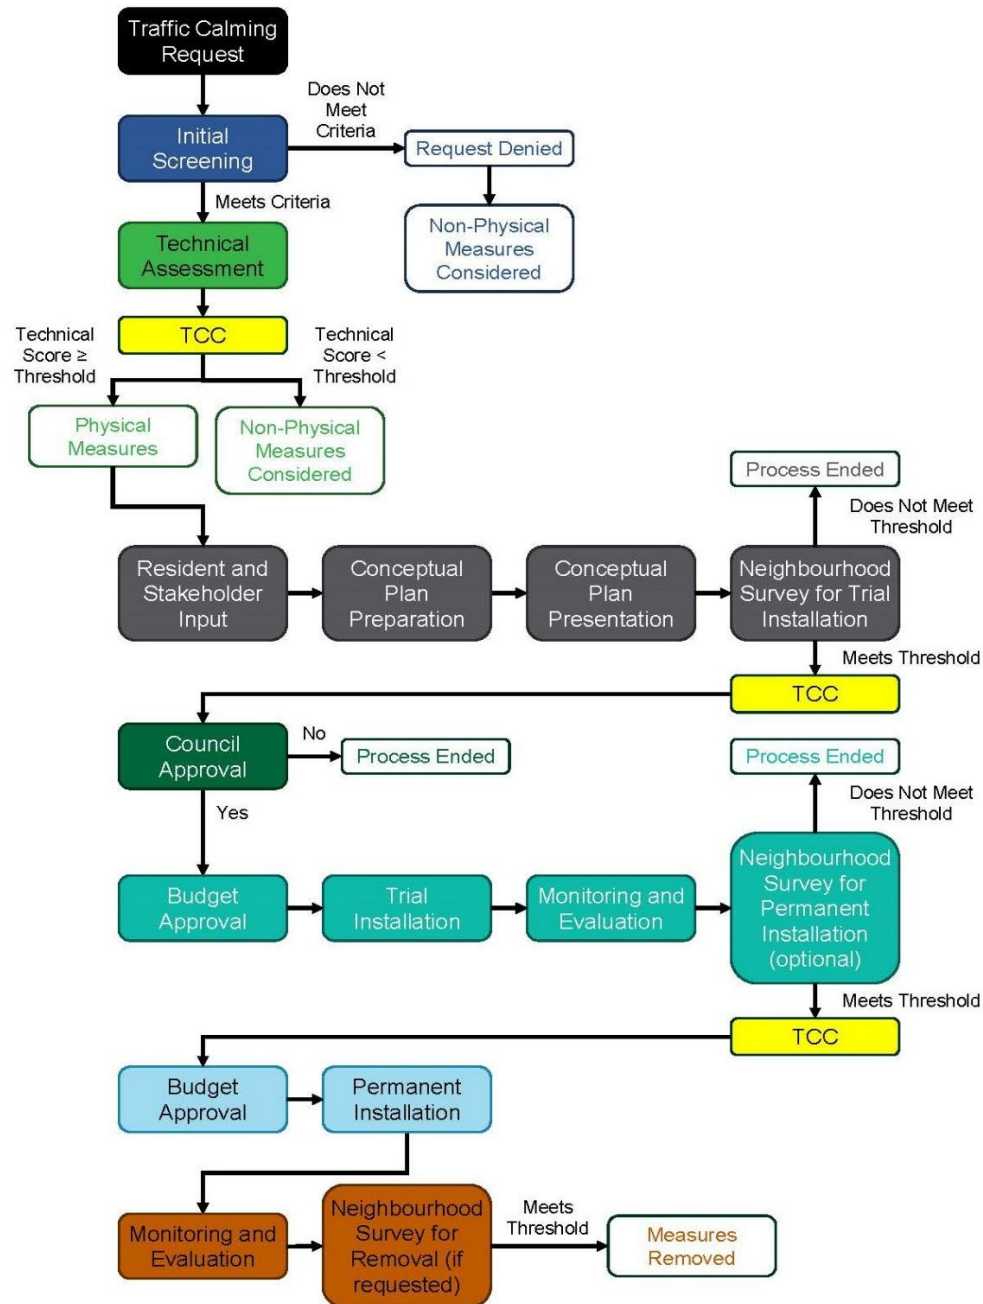 Traffic Calming
Request
Does Not
Meet
Criteria
Initial
Screening
Request Denied
Meets Criteria
Non-Physical
Measures
Considered
Technical
Assessment
TCC
Technical
Score ≥
Threshold
Technical
Score <
Threshold
Physical
Measures
Non-Physical
Measures
Considered
Process Ended
Does Not Meet
Threshold
Resident and
Stakeholder
Input
Conceptual
Plan
Preparation
Conceptual
Plan
Presentation
Neighbourhood
Survey for Trial
Installation
Meets Threshold
TCC
Council
Approval
No
Process Ended
Yes
Process Ended
Does Not Meet
Threshold
Budget
Approval
Trial
Installation
Monitoring and
Evaluation
Neighbourhood
Survey for
Permanent
Installation
(optional)
Meets Threshold
TCC
Budget
Approval
Permanent
Installation
Monitoring and
Evaluation
Neighbourhood
Survey for
Removal (if
requested)
Meets
Threshold
Measures
Removed